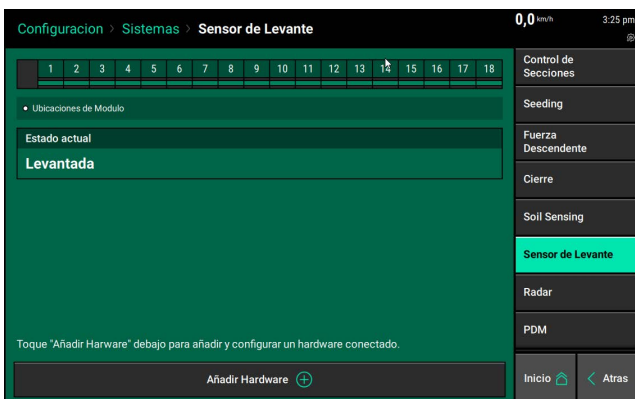 Configuracion > Sistemas > Sensor de Levante
0,0 km/h
3:25 pm
1 2 3 4 5 6 7 8 9 10 11 12 13 14 15 16 17 18
• Ubicaciones de Modulo
Estado actual
Levantada
Toque "Añadir Harware" debajo para añadir y configurar un hardware conectado.
Añadir Hardware
Control de
Secciones
Seeding
Fuerza
Descendente
Cierre
Soil Sensing
Sensor de Levante
Radar
PDM
Inicio
< Atras